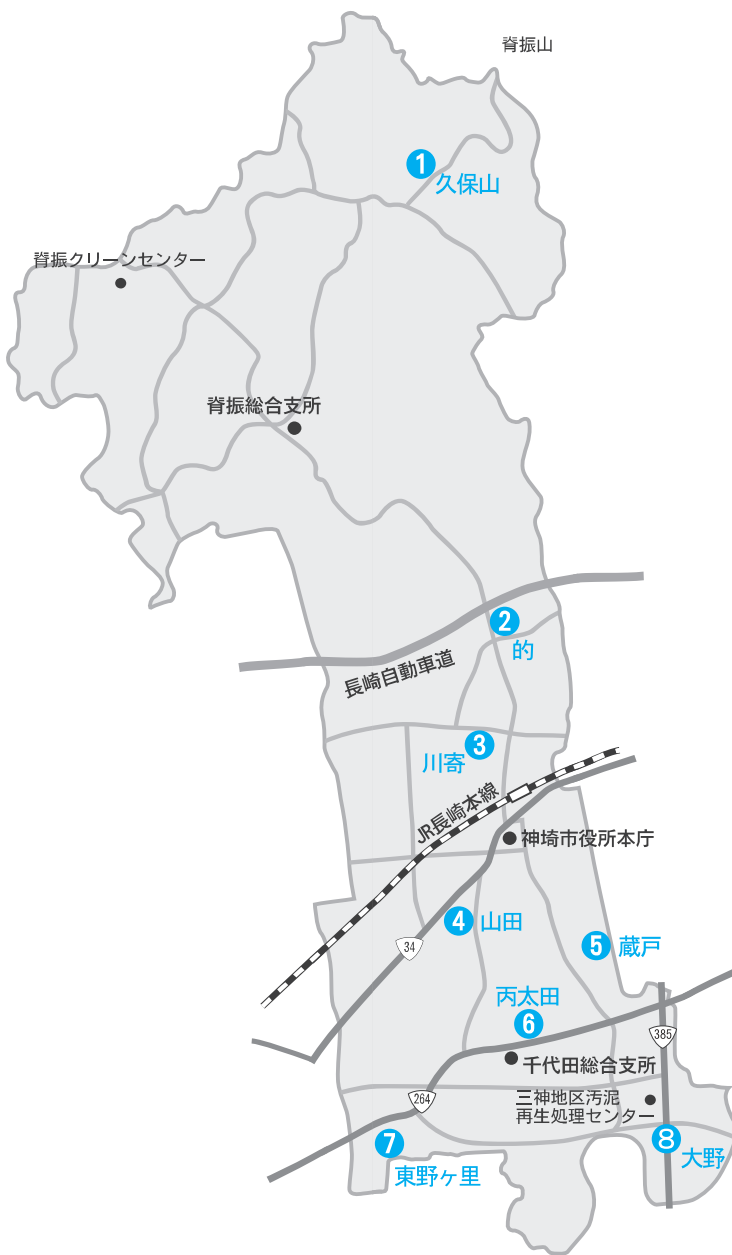 脊振山
1
久保山
脊振クリーンセンター
脊振総合支所
2
的
長崎自動車道
3
川寄
JR長崎本線
神埼市役所本庁
4
山田
34
5
蔵戸
丙太田
6
385
千代田総合支所
264
三神地区汚泥
再生処理センター
7
東野ヶ里
8
大野